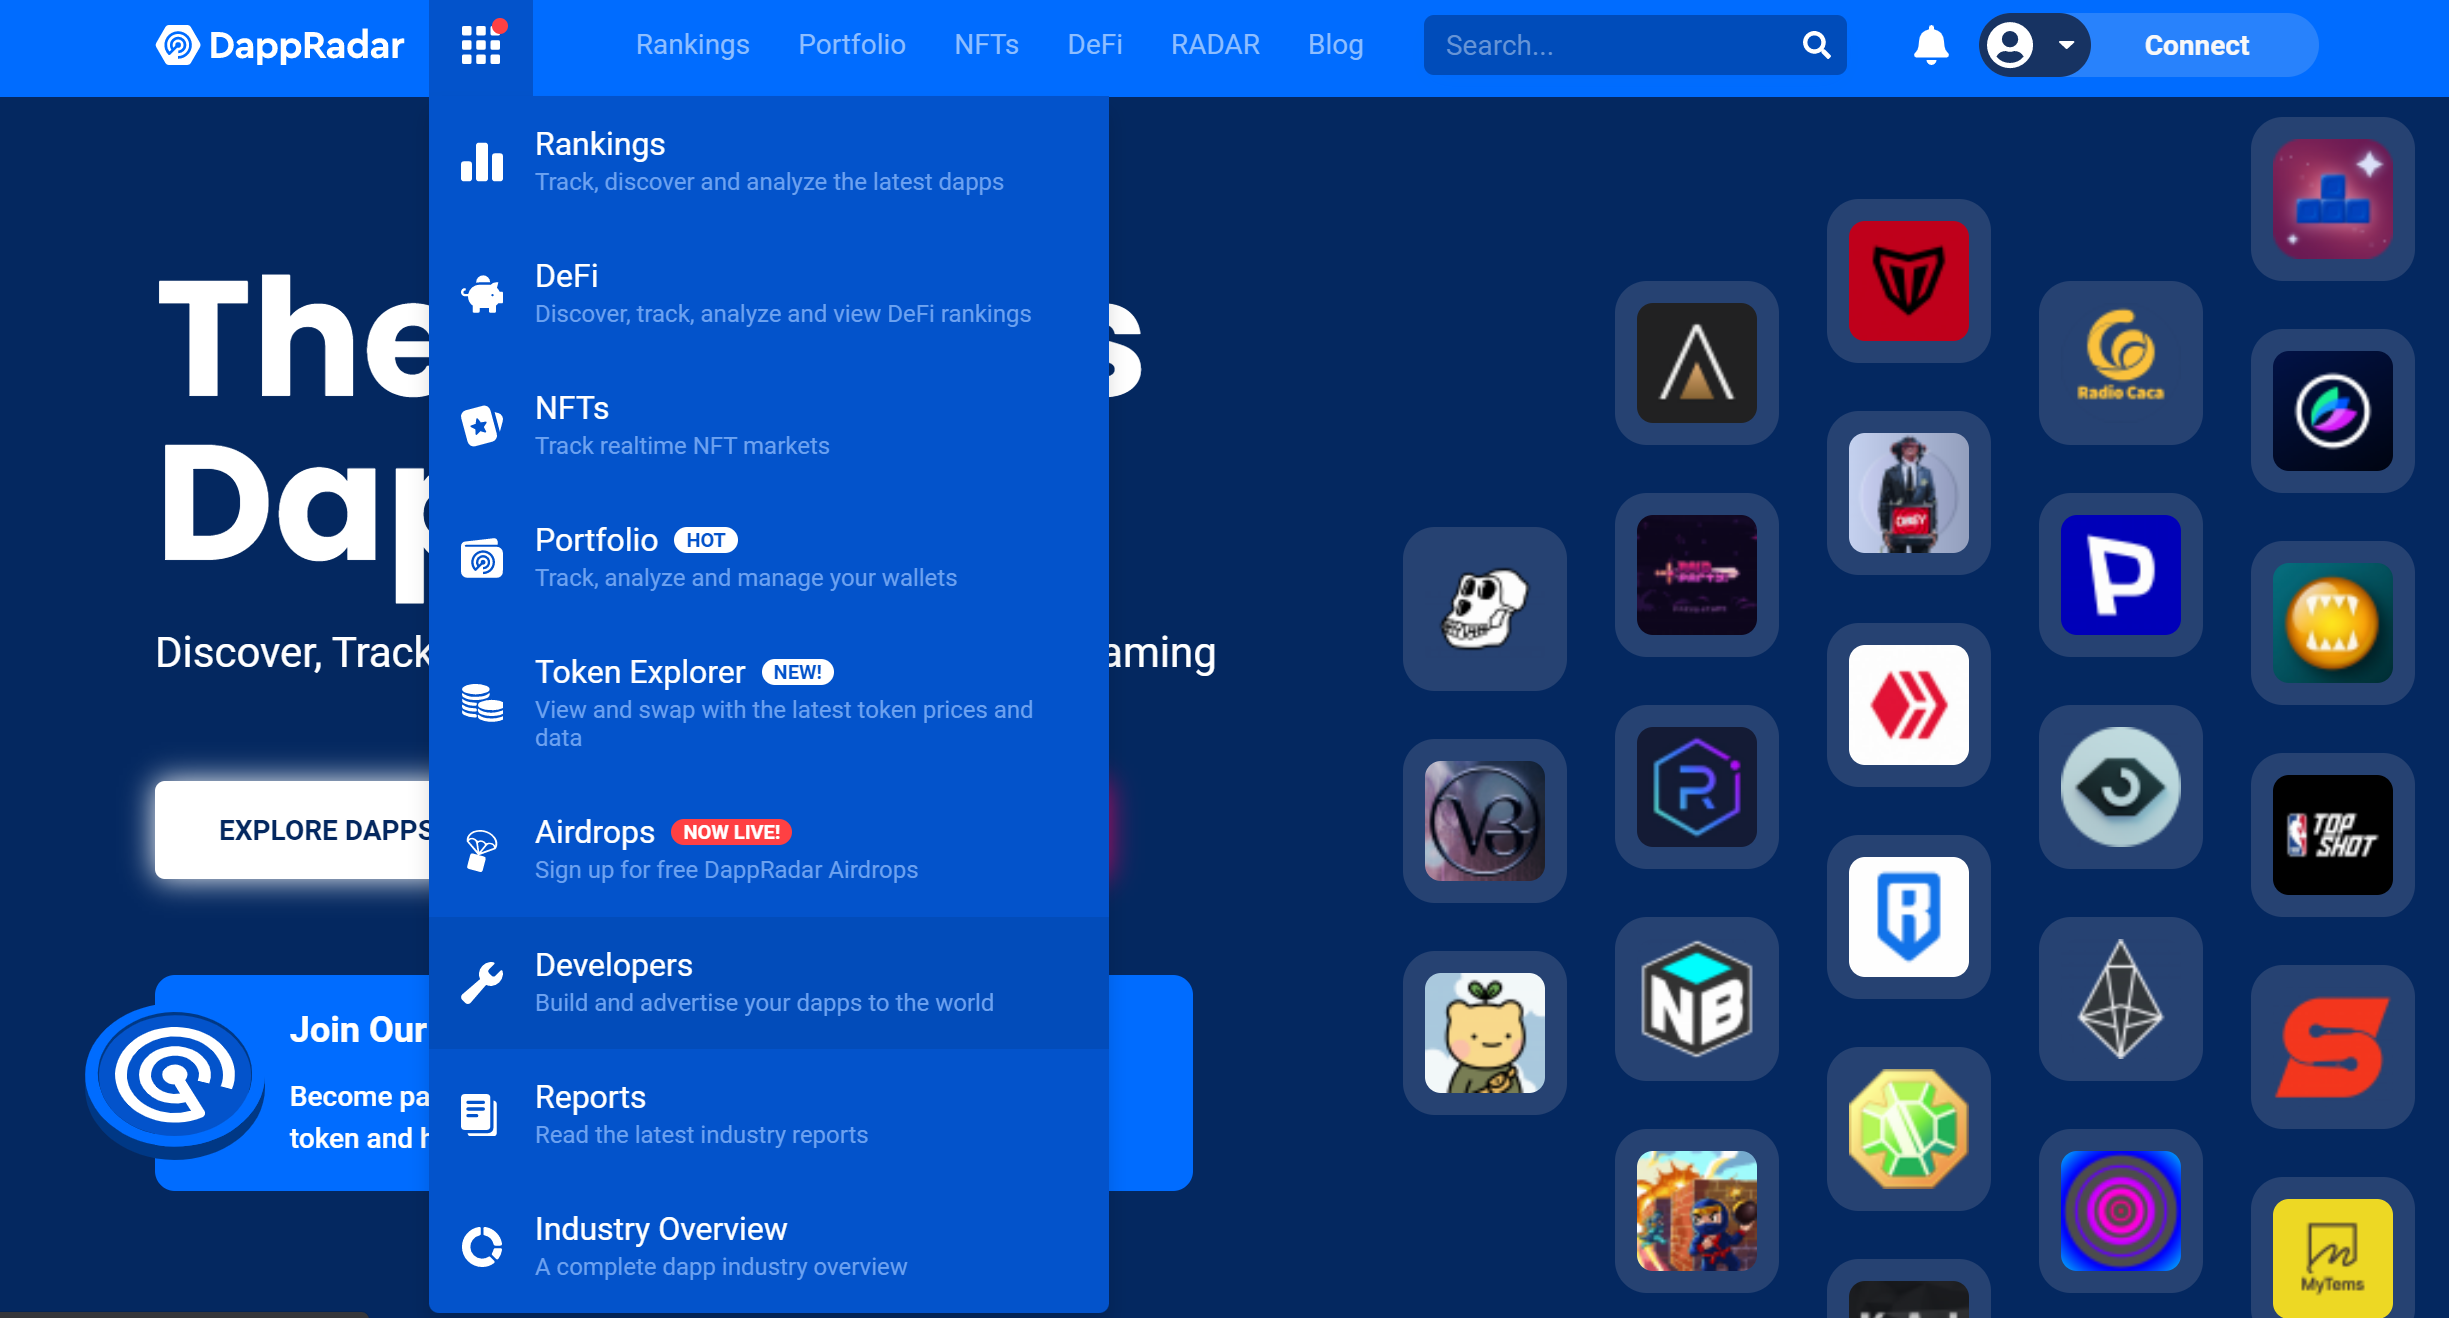 DappRadar
Rankings
Portfolio
NFTs
DeFi
RADAR
Blog
Search...
Connect
Rankings
Track, discover and analyze the latest dapps
DeFi
Discover, track, analyze and view DeFi rankings
NFTs
Track realtime NFT markets
Portfolio HOT
Track, analyze and manage your wallets
Token Explorer NEW!
View and swap with the latest token prices and
data
Airdrops NOW LIVE!
Sign up for free DappRadar Airdrops
Developers
Build and advertise your dapps to the world
Reports
Read the latest industry reports
Industry Overview
A complete dapp industry overview
The
s
Dap
Discover, Track
aming
EXPLORE DAPPS
Join Our
Become pa
token and h
Radio Caca
OBEY
P
RAID
PARTY
V3
R
TOP
SHOT
R
NB
S
MyTems